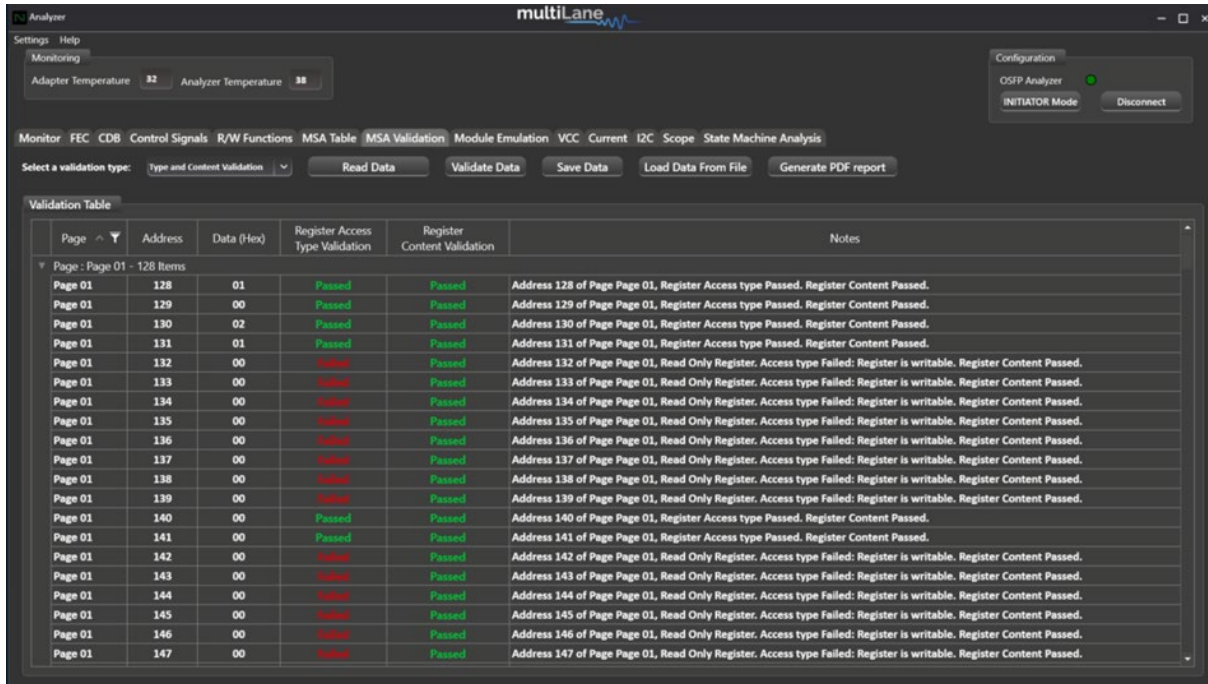 Analyzer
multiLane
Settings Help
Monitoring
Adapter Temperature 32 Analyzer Temperature 38
Configuration
OSFP Analyzer
INITIATOR Mode Disconnect
Monitor FEC CDB Control Signals R/W Functions MSA Table MSA Validation Module Emulation VCC Current I2C Scope State Machine Analysis
Select a validation type: Type and Content Validation Read Data Validate Data Save Data Load Data From File Generate PDF report
Validation Table
Page Address Data (Hex) Register Access Type Validation Register Content Validation Notes
Page : Page 01 - 128 Items
Page 01 128 01 Passed Passed Address 128 of Page Page 01, Register Access type Passed. Register Content Passed.
Page 01 129 00 Passed Passed Address 129 of Page Page 01, Register Access type Passed. Register Content Passed.
Page 01 130 02 Passed Passed Address 130 of Page Page 01, Register Access type Passed. Register Content Passed.
Page 01 131 01 Passed Passed Address 131 of Page Page 01, Register Access type Passed. Register Content Passed.
Page 01 132 00 Failed Passed Address 132 of Page Page 01, Read Only Register. Access type Failed: Register is writable. Register Content Passed.
Page 01 133 00 Failed Passed Address 133 of Page Page 01, Read Only Register. Access type Failed: Register is writable. Register Content Passed.
Page 01 134 00 Failed Passed Address 134 of Page Page 01, Read Only Register. Access type Failed: Register is writable. Register Content Passed.
Page 01 135 00 Failed Passed Address 135 of Page Page 01, Read Only Register. Access type Failed: Register is writable. Register Content Passed.
Page 01 136 00 Failed Passed Address 136 of Page Page 01, Read Only Register. Access type Failed: Register is writable. Register Content Passed.
Page 01 137 00 Failed Passed Address 137 of Page Page 01, Read Only Register. Access type Failed: Register is writable. Register Content Passed.
Page 01 138 00 Failed Passed Address 138 of Page Page 01, Read Only Register. Access type Failed: Register is writable. Register Content Passed.
Page 01 139 00 Failed Passed Address 139 of Page Page 01, Read Only Register. Access type Failed: Register is writable. Register Content Passed.
Page 01 140 00 Passed Passed Address 140 of Page Page 01, Register Access type Passed. Register Content Passed.
Page 01 141 00 Passed Passed Address 141 of Page Page 01, Register Access type Passed. Register Content Passed.
Page 01 142 00 Failed Passed Address 142 of Page Page 01, Read Only Register. Access type Failed: Register is writable. Register Content Passed.
Page 01 143 00 Failed Passed Address 143 of Page Page 01, Read Only Register. Access type Failed: Register is writable. Register Content Passed.
Page 01 144 00 Failed Passed Address 144 of Page Page 01, Read Only Register. Access type Failed: Register is writable. Register Content Passed.
Page 01 145 00 Failed Passed Address 145 of Page Page 01, Read Only Register. Access type Failed: Register is writable. Register Content Passed.
Page 01 146 00 Failed Passed Address 146 of Page Page 01, Read Only Register. Access type Failed: Register is writable. Register Content Passed.
Page 01 147 00 Failed Passed Address 147 of Page Page 01, Read Only Register. Access type Failed: Register is writable. Register Content Passed.